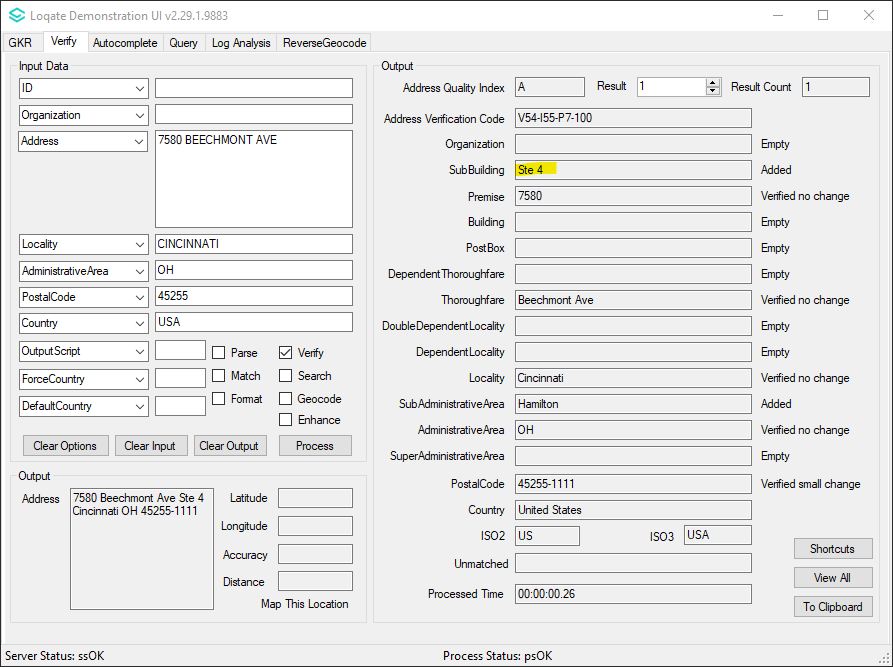 Loqate Demonstration UI v2.29.1.9883
GKR Verify Autocomplete Query Log Analysis ReverseGeocode
Input Data
ID
Organization
Address 7580 BEECHMONT AVE
Locality CINCINNATI
AdministrativeArea OH
PostalCode 45255
Country USA
OutputScript Parse Verify
ForceCountry Match Search
Format Geocode
DefaultCountry
Enhance
Clear Options Clear Input Clear Output Process
Output
Address 7580 Beechmont Ave Ste 4
Cincinnati OH 45255-1111
Latitude
Longitude
Accuracy
Distance
Map This Location
Output
Address Quality Index A Result 1 Result Count 1
Address Verification Code V54-I55-P7-100
Organization Empty
SubBuilding Ste 4 Added
Premise 7580 Verified no change
Building Empty
PostBox Empty
DependentThoroughfare Empty
Thoroughfare Beechmont Ave Verified no change
DoubleDependentLocality Empty
DependentLocality Empty
Locality Cincinnati Verified no change
SubAdministrativeArea Hamilton Added
AdministrativeArea OH Verified no change
SuperAdministrativeArea Empty
PostalCode 45255-1111 Verified small change
Country United States
ISO2 US ISO3 USA
Unmatched
Processed Time 00:00:00.26
Shortcuts
View All
To Clipboard
Server Status: ssOK Process Status: psOK